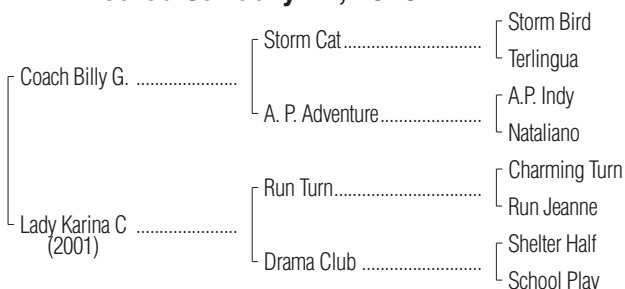 Storm Bird
Storm Cat
Terlingua
Coach Billy G.
A.P. Indy
A. P. Adventure
Nataliano
Charming Turn
Run Turn
Run Jeanne
Lady Karina C
(2001)
Shelter Half
Drama Club
School Play